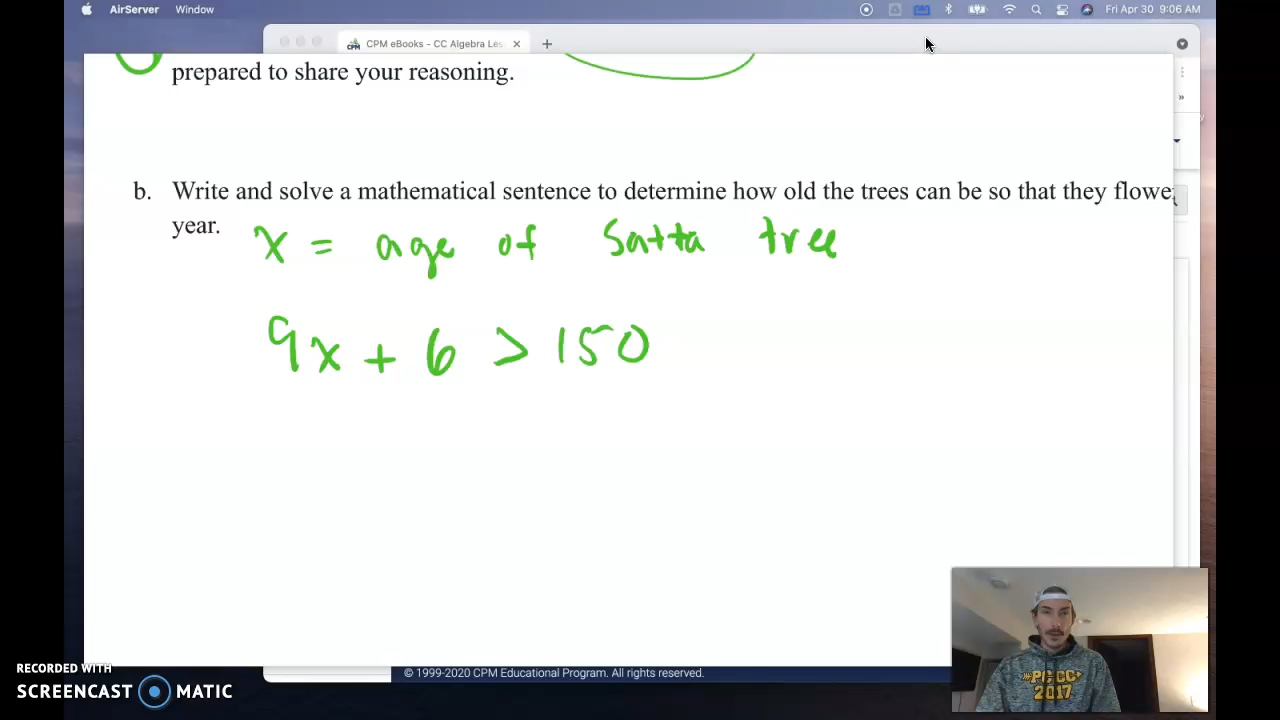 AirServer Window Fri Apr 30 9:06 AM
CPM eBooks - CC Algebra Les
prepared to share your reasoning.
b. Write and solve a mathematical sentence to determine how old the trees can be so that they flowe
year.
x = age of Satta tree
9x + 6 > 150
© 1999-2020 CPM Educational Program. All rights reserved.
2017
RECORDED WITH
SCREENCAST MATIC